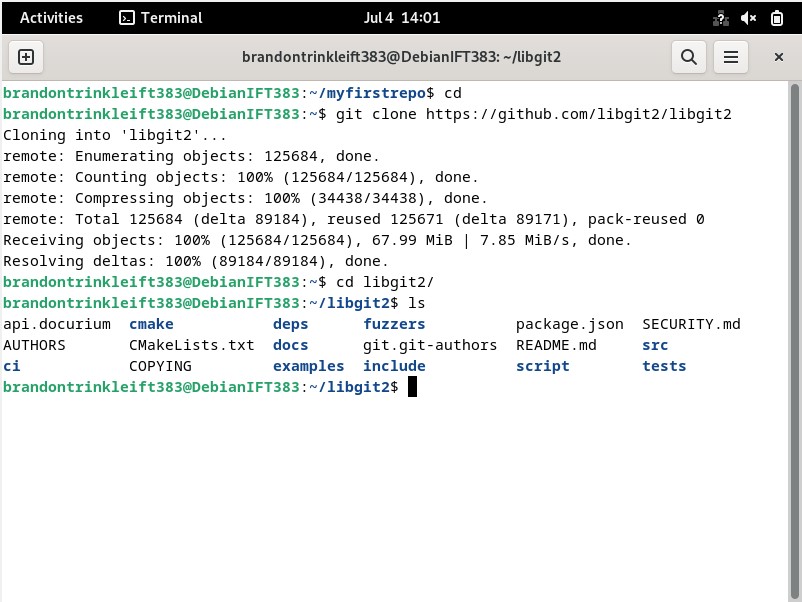 Activities Terminal Jul 4 14:01
brandontrinkleift383@DebianIFT383: ~/libgit2
brandontrinkleift383@DebianIFT383:~/myfirstrepo$ cd
brandontrinkleift383@DebianIFT383:~$ git clone https://github.com/libgit2/libgit2
Cloning into 'libgit2'...
remote: Enumerating objects: 125684, done.
remote: Counting objects: 100% (125684/125684), done.
remote: Compressing objects: 100% (34438/34438), done.
remote: Total 125684 (delta 89184), reused 125671 (delta 89171), pack-reused 0
Receiving objects: 100% (125684/125684), 67.99 MiB | 7.85 MiB/s, done.
Resolving deltas: 100% (89184/89184), done.
brandontrinkleift383@DebianIFT383:~$ cd libgit2/
brandontrinkleift383@DebianIFT383:~/libgit2$ ls
api.docurium  cmake           deps      fuzzers          package.json  SECURITY.md
AUTHORS       CMakeLists.txt  docs      git.git-authors  README.md     src
ci            COPYING         examples  include          script        tests
brandontrinkleift383@DebianIFT383:~/libgit2$